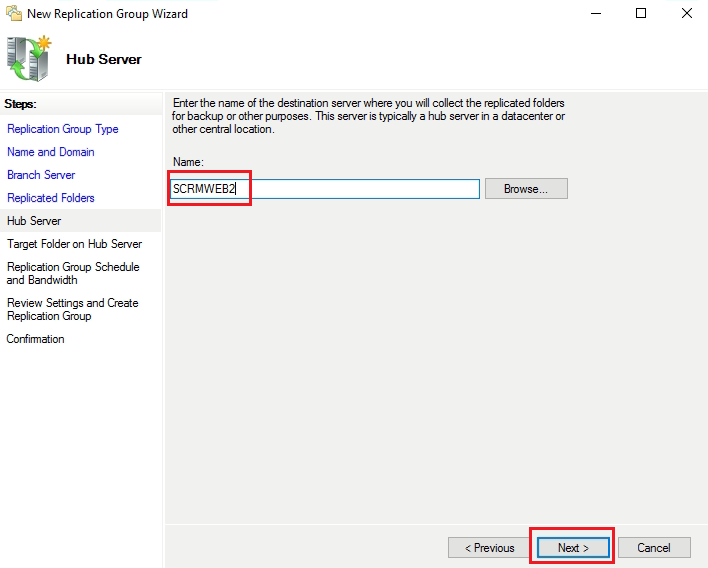 New Replication Group Wizard
Hub Server
Steps:
Replication Group Type
Name and Domain
Branch Server
Replicated Folders
Hub Server
Target Folder on Hub Server
Replication Group Schedule
and Bandwidth
Review Settings and Create
Replication Group
Confirmation
Enter the name of the destination server where you will collect the replicated folders
for backup or other purposes. This server is typically a hub server in a datacenter or
other central location.
Name:
SCRMWEB2
Browse...
< Previous
Next >
Cancel